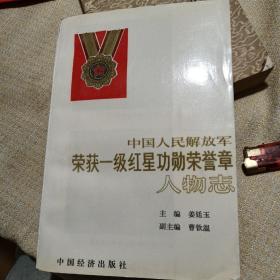 中国人民解放军
荣获一级红星功勋荣誉章
人物志
主编 姜廷玉
副主编 曹钦温
中国经济出版社